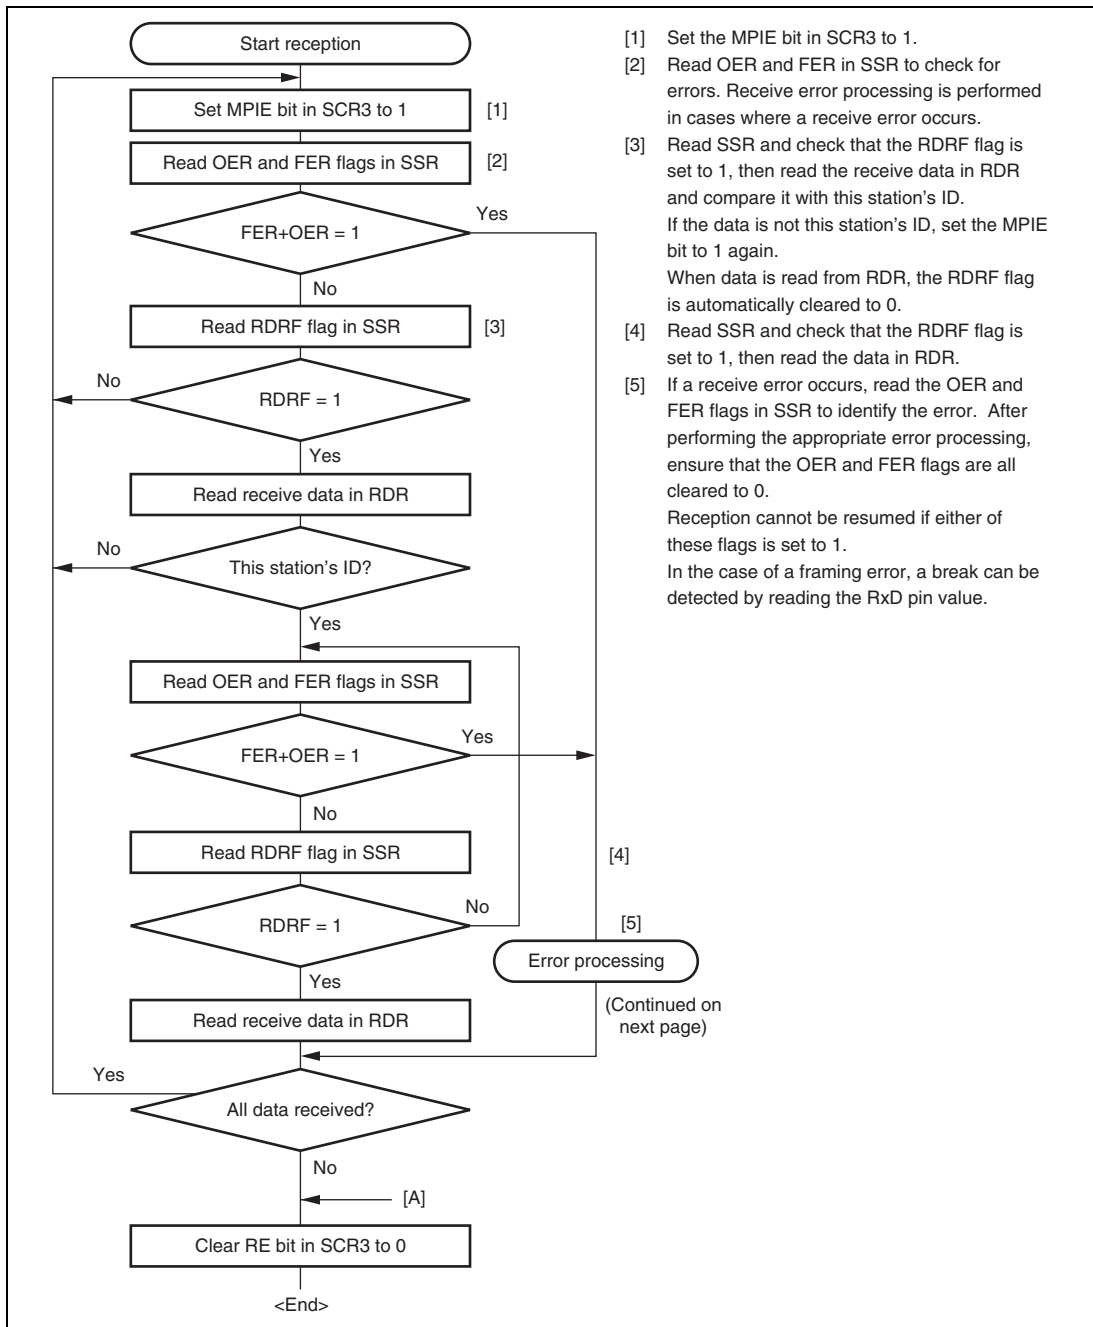 Start reception
Set MPIE bit in SCR3 to 1
[1]
Read OER and FER flags in SSR
[2]
Yes
FER+OER = 1
No
Read RDRF flag in SSR
[3]
No
RDRF = 1
Yes
Read receive data in RDR
No
This station's ID?
Yes
Read OER and FER flags in SSR
Yes
FER+OER = 1
No
Read RDRF flag in SSR
[4]
No
RDRF = 1
[5]
Error processing
Yes
(Continued on
next page)
Read receive data in RDR
Yes
All data received?
No
[A]
Clear RE bit in SCR3 to 0
<End>
[1] Set the MPIE bit in SCR3 to 1.
[2] Read OER and FER in SSR to check for
errors. Receive error processing is performed
in cases where a receive error occurs.
[3] Read SSR and check that the RDRF flag is
set to 1, then read the receive data in RDR
and compare it with this station's ID.
If the data is not this station's ID, set the MPIE
bit to 1 again.
When data is read from RDR, the RDRF flag
is automatically cleared to 0.
[4] Read SSR and check that the RDRF flag is
set to 1, then read the data in RDR.
[5] If a receive error occurs, read the OER and
FER flags in SSR to identify the error. After
performing the appropriate error processing,
ensure that the OER and FER flags are all
cleared to 0.
Reception cannot be resumed if either of
these flags is set to 1.
In the case of a framing error, a break can be
detected by reading the RxD pin value.